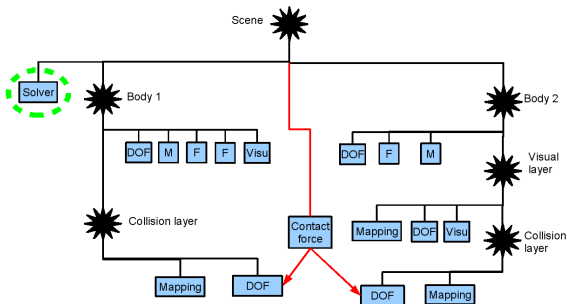 Scene
Solver
Body 1
Body 2
DOF
M
F
F
Visu
DOF
F
M
Visual
layer
Collision layer
Contact
force
Mapping
DOF
Visu
Collision
layer
Mapping
DOF
DOF
Mapping